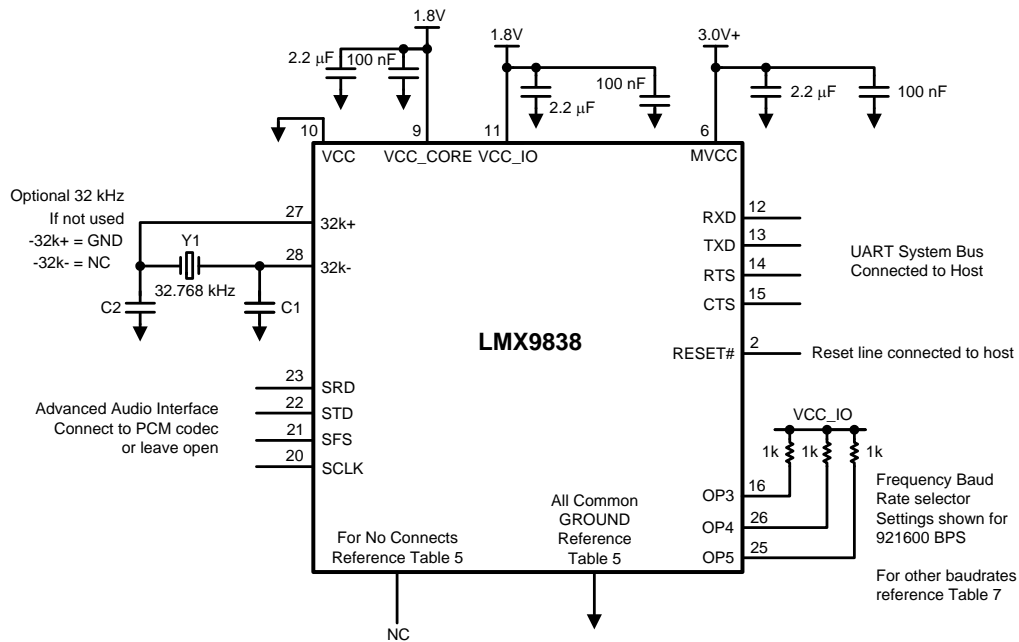 1.8V
1.8V
3.0V+
2.2 μF
100 nF
2.2 μF
100 nF
2.2 μF
100 nF
10
9
11
6
VCC
VCC_CORE
VCC_IO
MVCC
Optional 32 kHz
If not used
-32k+ = GND
-32k- = NC
27
32k+
Y1
28
32k-
32.768 kHz
C2
C1
RXD
12
TXD
13
RTS
14
CTS
15
UART System Bus
Connected to Host
LMX9838
RESET#
2
Reset line connected to host
Advanced Audio Interface
Connect to PCM codec
or leave open
23
SRD
22
STD
21
SFS
20
SCLK
VCC_IO
1k
1k
1k
OP3
16
OP4
26
OP5
25
Frequency Baud
Rate selector
Settings shown for
921600 BPS
For other baudrates
reference Table 7
For No Connects
Reference Table 5
All Common
GROUND
Reference
Table 5
NC